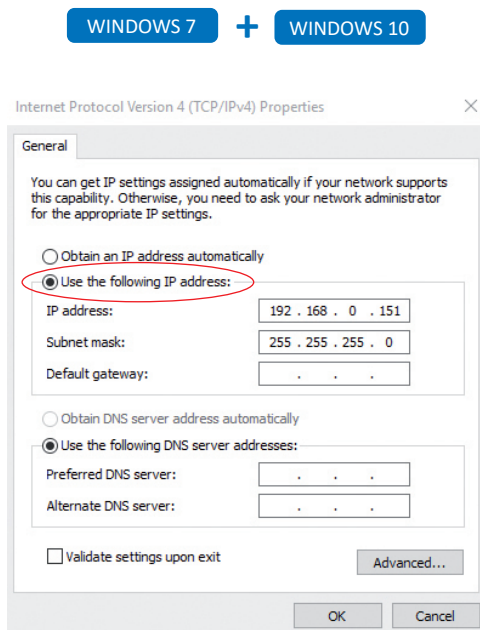 WINDOWS 7 + WINDOWS 10
Internet Protocol Version 4 (TCP/IPv4) Properties
General
You can get IP settings assigned automatically if your network supports
this capability. Otherwise, you need to ask your network administrator
for the appropriate IP settings.
Obtain an IP address automatically
Use the following IP address:
IP address: 192 . 168 . 0 . 151
Subnet mask: 255 . 255 . 255 . 0
Default gateway: . . .
Obtain DNS server address automatically
Use the following DNS server addresses:
Preferred DNS server: . . .
Alternate DNS server: . . .
Validate settings upon exit
Advanced...
OK Cancel